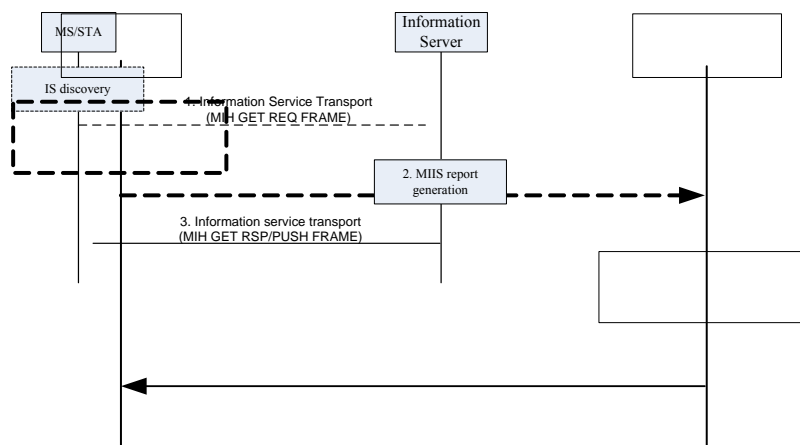 MS/STA
Information
Server
IS discovery
1. Information Service Transport
(MIH GET REQ FRAME)
2. MIIS report
generation
3. Information service transport
(MIH GET RSP/PUSH FRAME)